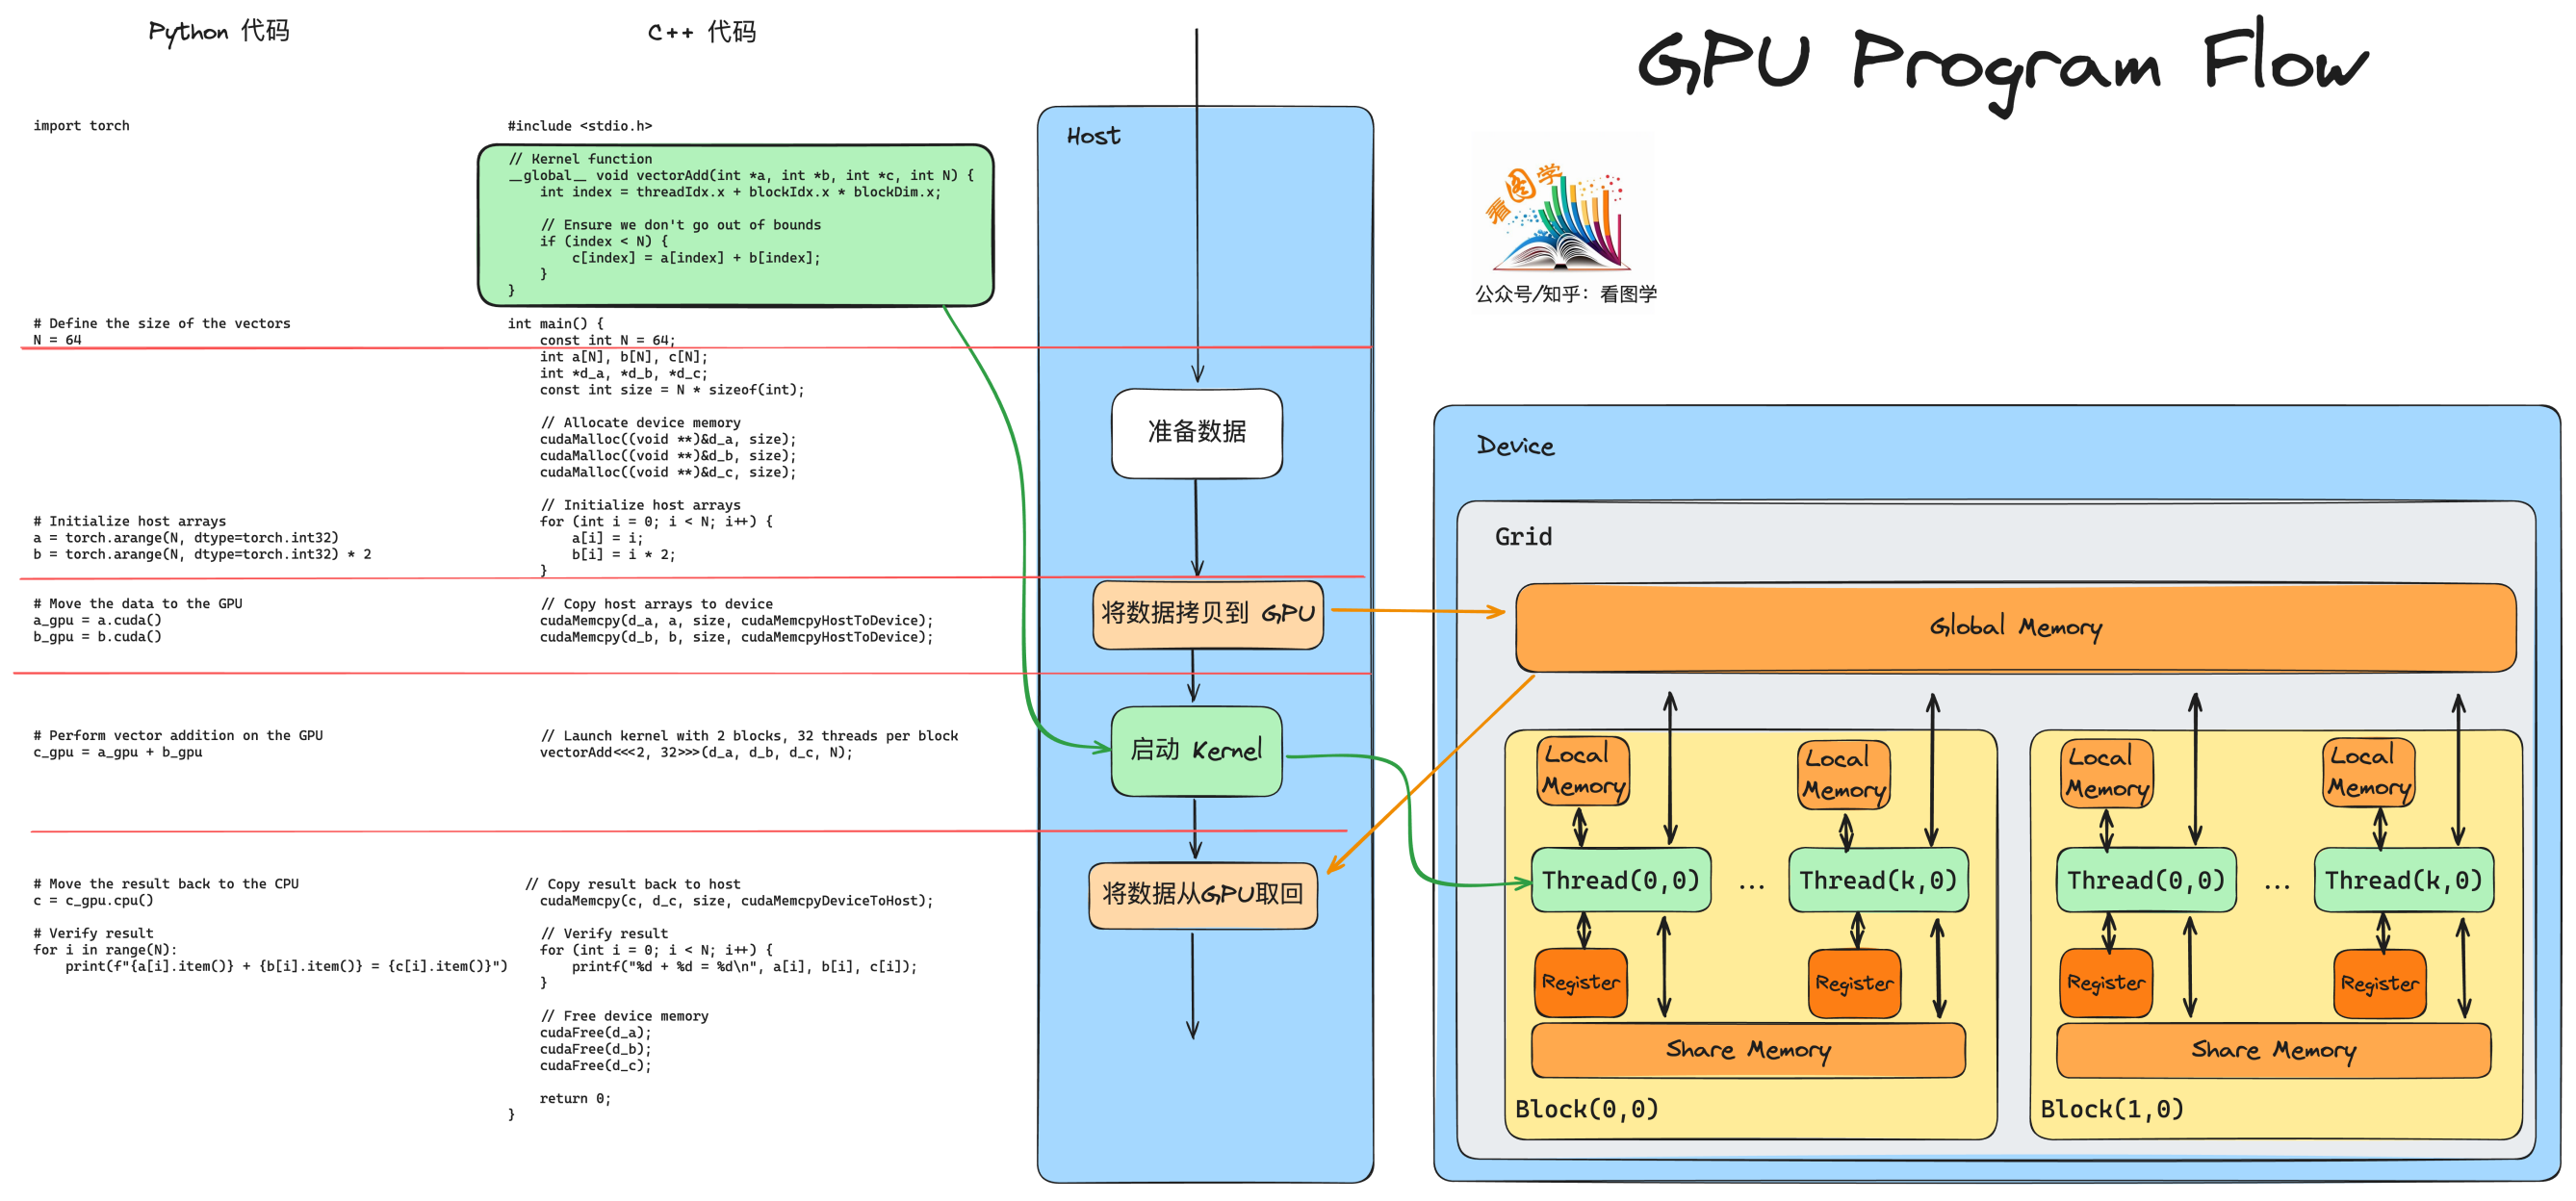 GPU Program Flow
Python 代码
import torch
# Define the size of the vectors
N = 64
# Initialize host arrays
a = torch.arange(N, dtype=torch.int32)
b = torch.arange(N, dtype=torch.int32) * 2
# Move the data to the GPU
a_gpu = a.cuda()
b_gpu = b.cuda()
# Perform vector addition on the GPU
c_gpu = a_gpu + b_gpu
# Move the result back to the CPU
c = c_gpu.cpu()
# Verify result
for i in range(N):
    print(f"{a[i].item()} + {b[i].item()} = {c[i].item()}")
C++ 代码
#include <stdio.h>
// Kernel function
__global__ void vectorAdd(int *a, int *b, int *c, int N) {
    int index = threadIdx.x + blockIdx.x * blockDim.x;
    // Ensure we don't go out of bounds
    if (index < N) {
        c[index] = a[index] + b[index];
    }
}
int main() {
    const int N = 64;
    int a[N], b[N], c[N];
    int *d_a, *d_b, *d_c;
    const int size = N * sizeof(int);
    // Allocate device memory
    cudaMalloc((void **)&d_a, size);
    cudaMalloc((void **)&d_b, size);
    cudaMalloc((void **)&d_c, size);
    // Initialize host arrays
    for (int i = 0; i < N; i++) {
        a[i] = i;
        b[i] = i * 2;
    }
    // Copy host arrays to device
    cudaMemcpy(d_a, a, size, cudaMemcpyHostToDevice);
    cudaMemcpy(d_b, b, size, cudaMemcpyHostToDevice);
    // Launch kernel with 2 blocks, 32 threads per block
    vectorAdd<<<2, 32>>>(d_a, d_b, d_c, N);
    // Copy result back to host
    cudaMemcpy(c, d_c, size, cudaMemcpyDeviceToHost);
    // Verify result
    for (int i = 0; i < N; i++) {
        printf("%d + %d = %d\n", a[i], b[i], c[i]);
    }
    // Free device memory
    cudaFree(d_a);
    cudaFree(d_b);
    cudaFree(d_c);
    return 0;
}
Host
准备数据
将数据拷贝到 GPU
启动 Kernel
将数据从GPU取回
看图学
公众号/知乎：看图学
Device
Grid
Global Memory
Local
Memory
Local
Memory
Local
Memory
Local
Memory
Thread(0,0)
...
Thread(k,0)
Thread(0,0)
...
Thread(k,0)
Register
Register
Register
Register
Share Memory
Share Memory
Block(0,0)
Block(1,0)